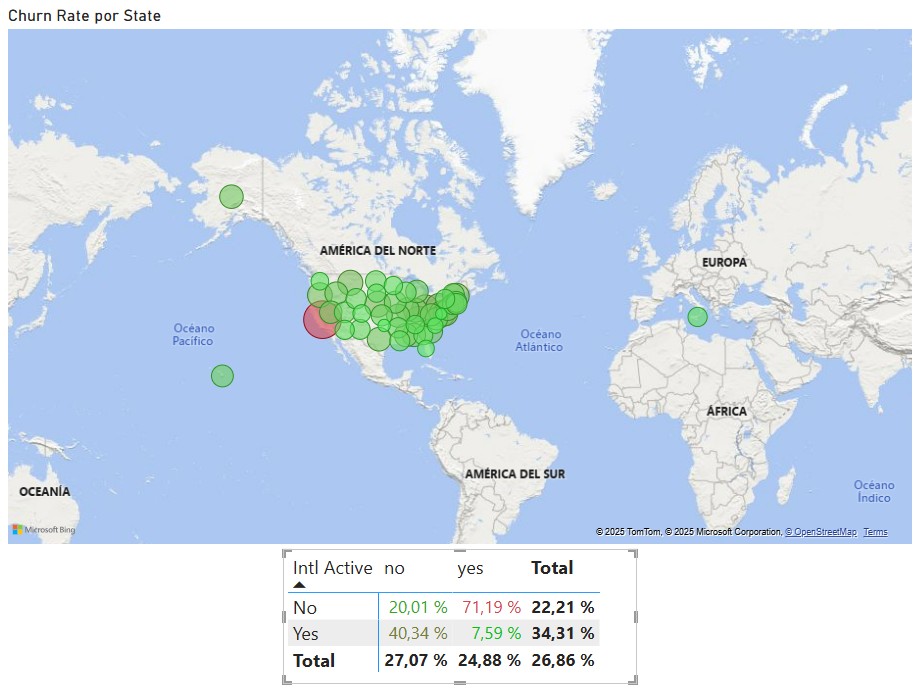 Churn Rate por State
AMÉRICA DEL NORTE
EUROPA
Océano
Pacífico
Océano
Atlántico
ÁFRICA
AMÉRICA DEL SUR
OCEANÍA
Océano
Índico
Microsoft Bing
© 2025 TomTom, © 2025 Microsoft Corporation, © OpenStreetMap Terms
Intl Active no yes Total
No 20,01 % 71,19 % 22,21 %
Yes 40,34 % 7,59 % 34,31 %
Total 27,07 % 24,88 % 26,86 %